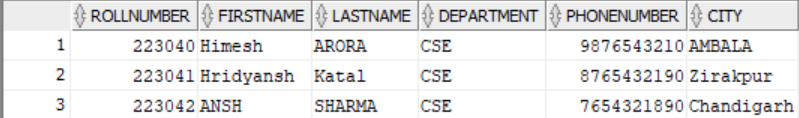 ROLLNUMBER FIRSTNAME LASTNAME DEPARTMENT PHONENUMBER CITY
1 223040 Himesh ARORA CSE 9876543210 AMBALA
2 223041 Hridyansh Katal CSE 8765432190 Zirakpur
3 223042 ANSH SHARMA CSE 7654321890 Chandigarh